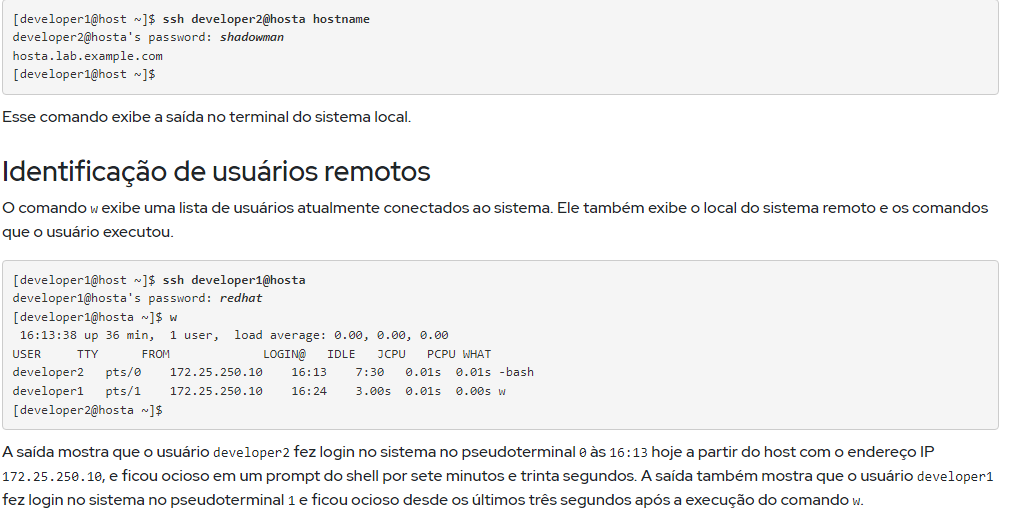 [developer1@host ~]$ ssh developer2@hosta hostname
developer2@hosta's password: shadowman
hosta.lab.example.com
[developer1@host ~]$
Esse comando exibe a saída no terminal do sistema local.
Identificação de usuários remotos
O comando w exibe uma lista de usuários atualmente conectados ao sistema. Ele também exibe o local do sistema remoto e os comandos
que o usuário executou.
[developer1@host ~]$ ssh developer1@hosta
developer1@hosta's password: redhat
[developer1@hosta ~]$ w
 16:13:38 up 36 min,  1 user,  load average: 0.00, 0.00, 0.00
USER     TTY      FROM             LOGIN@   IDLE   JCPU   PCPU WHAT
developer2   pts/0    172.25.250.10    16:13    7:30   0.01s  0.01s -bash
developer1   pts/1    172.25.250.10    16:24    3.00s  0.01s  0.00s w
[developer2@hosta ~]$
A saída mostra que o usuário developer2 fez login no sistema no pseudoterminal 0 às 16:13 hoje a partir do host com o endereço IP
172.25.250.10, e ficou ocioso em um prompt do shell por sete minutos e trinta segundos. A saída também mostra que o usuário developer1
fez login no sistema no pseudoterminal 1 e ficou ocioso desde os últimos três segundos após a execução do comando w.